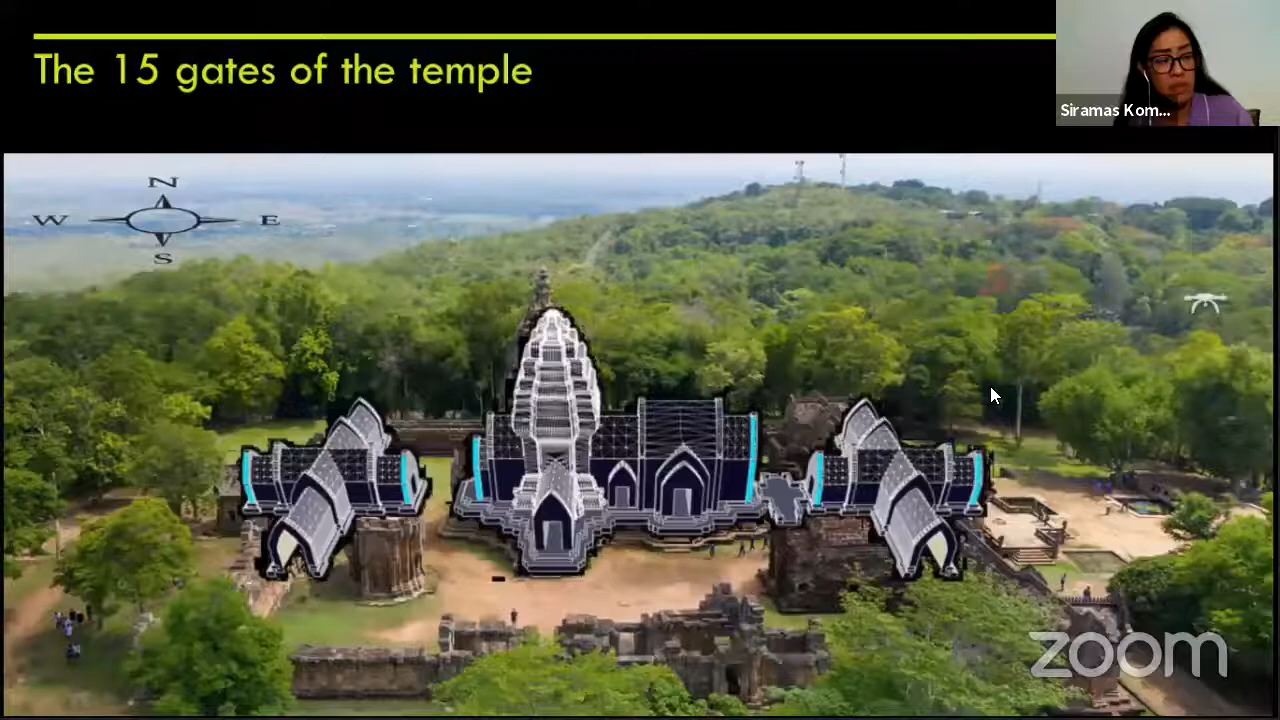 The 15 gates of the temple
Siramas Kom...
N
W E
S
zoom